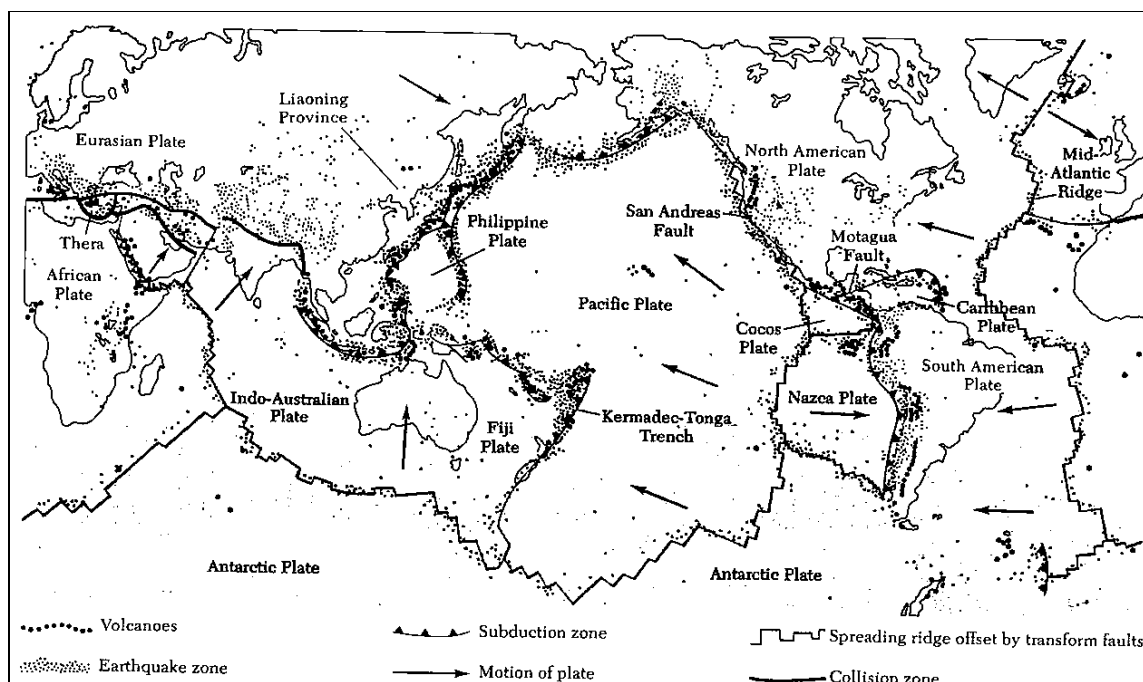 Liaoning
Province
Eurasian Plate
North American
Plate
Mid-
Atlantic
Ridge
Philippine
Plate
San Andreas
Fault
Thera
Motagua
Fault
African
Plate
Pacific Plate
Caribbean
Plate
Cocos
Plate
South American
Plate
Indo-Australian
Plate
Nazca Plate
Fiji
Plate
Kermadec-Tonga
Trench
Antarctic Plate
Antarctic Plate
Volcanoes
Subduction zone
Spreading ridge offset by transform faults
Earthquake zone
Motion of plate
Collision zone